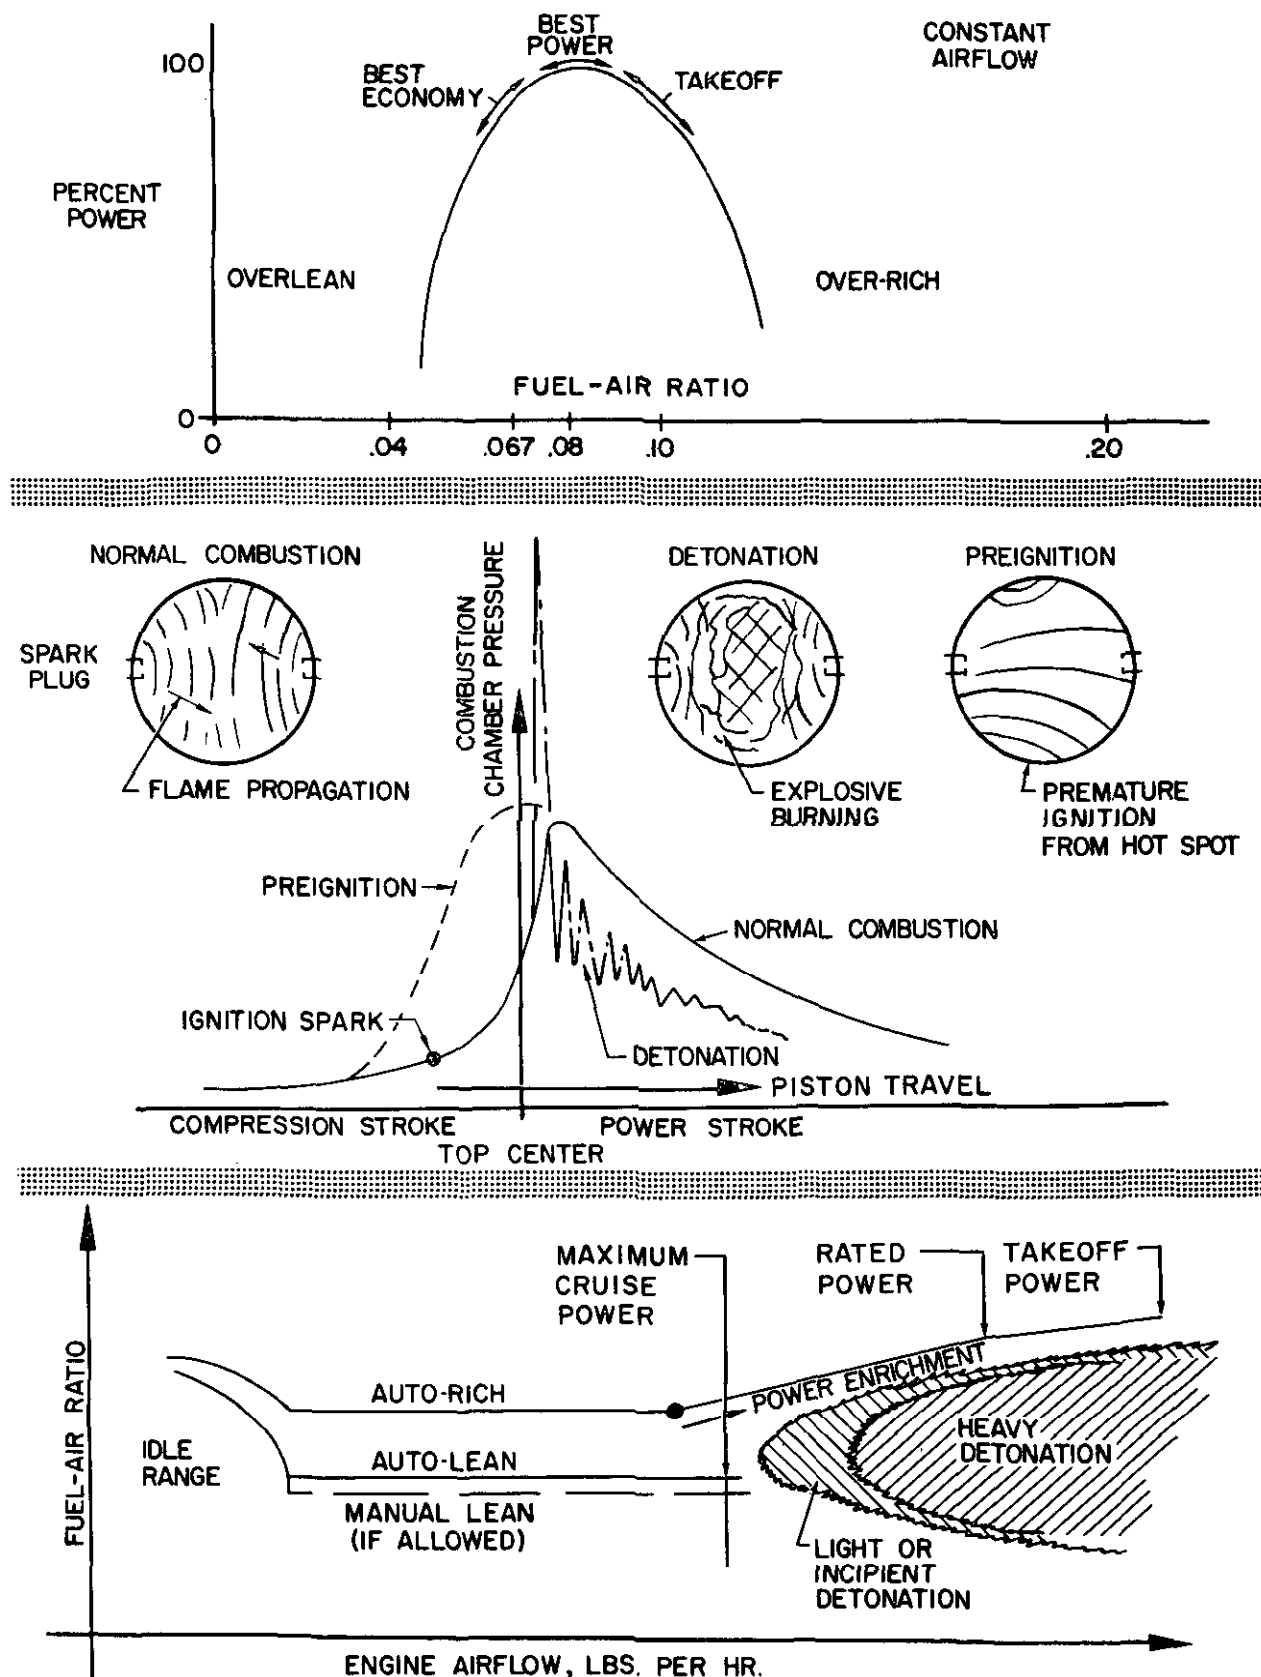 BEST
POWER
CONSTANT
AIRFLOW
100
BEST
ECONOMY
TAKEOFF
PERCENT
POWER
OVERLEAN
OVER-RICH
FUEL-AIR RATIO
0
0
.04
.067
.08
.10
.20
NORMAL COMBUSTION
SPARK
PLUG
FLAME PROPAGATION
COMBUSTION
CHAMBER PRESSURE
DETONATION
EXPLOSIVE
BURNING
PREIGNITION
PREMATURE
IGNITION
FROM HOT SPOT
PREIGNITION
NORMAL COMBUSTION
IGNITION SPARK
DETONATION
PISTON TRAVEL
COMPRESSION STROKE
POWER STROKE
TOP CENTER
MAXIMUM
CRUISE
POWER
RATED
POWER
TAKEOFF
POWER
FUEL-AIR RATIO
POWER ENRICHMENT
AUTO-RICH
IDLE
RANGE
AUTO-LEAN
MANUAL LEAN
(IF ALLOWED)
HEAVY
DETONATION
LIGHT OR
INCIPIENT
DETONATION
ENGINE AIRFLOW, LBS. PER HR.